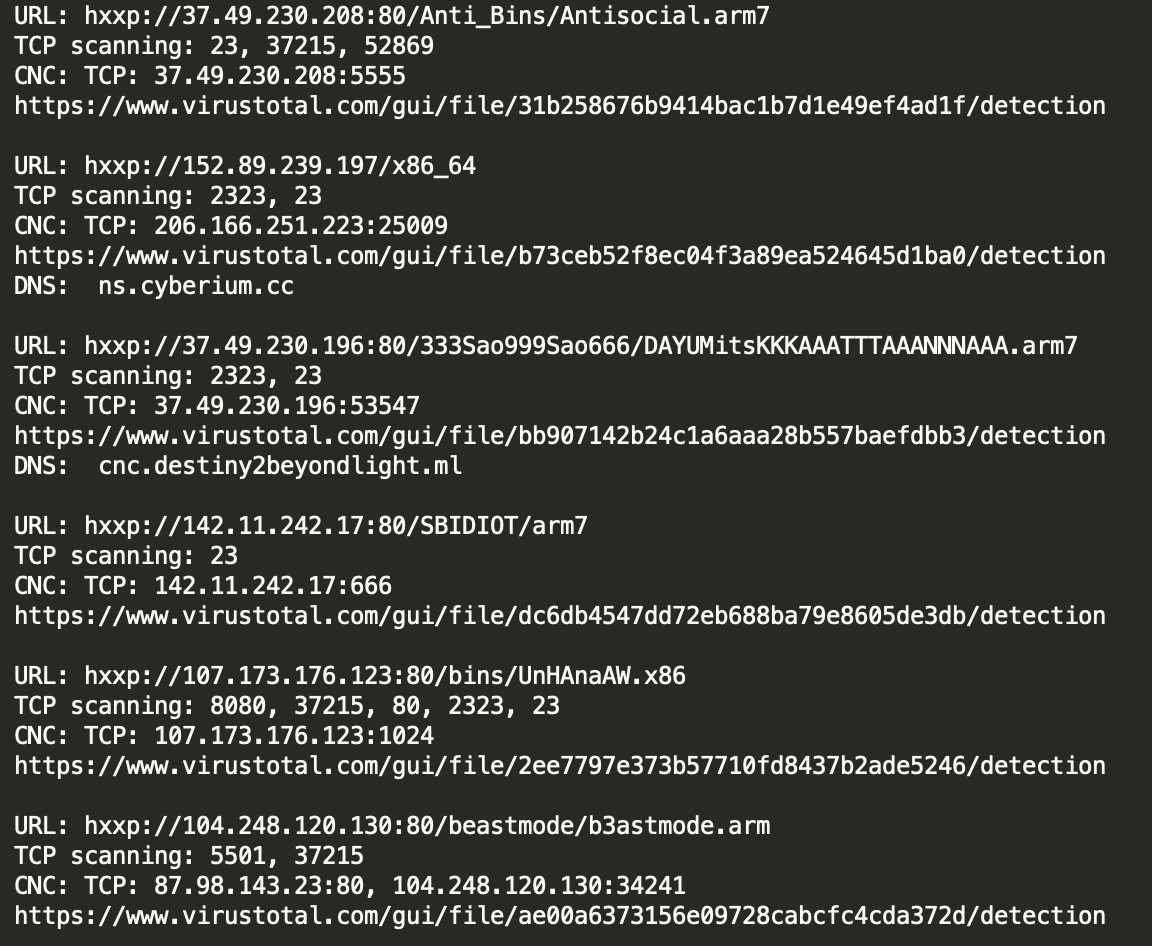 URL: hxxp://37.49.230.208:80/Anti_Bins/Antisocial.arm7
TCP scanning: 23, 37215, 52869
CNC: TCP: 37.49.230.208:5555
https://www.virustotal.com/gui/file/31b258676b9414bac1b7d1e49ef4ad1f/detection
URL: hxxp://152.89.239.197/x86_64
TCP scanning: 2323, 23
CNC: TCP: 206.166.251.223:25009
https://www.virustotal.com/gui/file/b73ceb52f8ec04f3a89ea524645d1ba0/detection
DNS:  ns.cyberium.cc
URL: hxxp://37.49.230.196:80/333Sao999Sao666/DAYUMitsKKKAAATTTAAANNNAAA.arm7
TCP scanning: 2323, 23
CNC: TCP: 37.49.230.196:53547
https://www.virustotal.com/gui/file/bb907142b24c1a6aaa28b557baefdbb3/detection
DNS:  cnc.destiny2beyondlight.ml
URL: hxxp://142.11.242.17:80/SBIDIOT/arm7
TCP scanning: 23
CNC: TCP: 142.11.242.17:666
https://www.virustotal.com/gui/file/dc6db4547dd72eb688ba79e8605de3db/detection
URL: hxxp://107.173.176.123:80/bins/UnHAnaAW.x86
TCP scanning: 8080, 37215, 80, 2323, 23
CNC: TCP: 107.173.176.123:1024
https://www.virustotal.com/gui/file/2ee7797e373b57710fd8437b2ade5246/detection
URL: hxxp://104.248.120.130:80/beastmode/b3astmode.arm
TCP scanning: 5501, 37215
CNC: TCP: 87.98.143.23:80, 104.248.120.130:34241
https://www.virustotal.com/gui/file/ae00a6373156e09728cabcfc4cda372d/detection